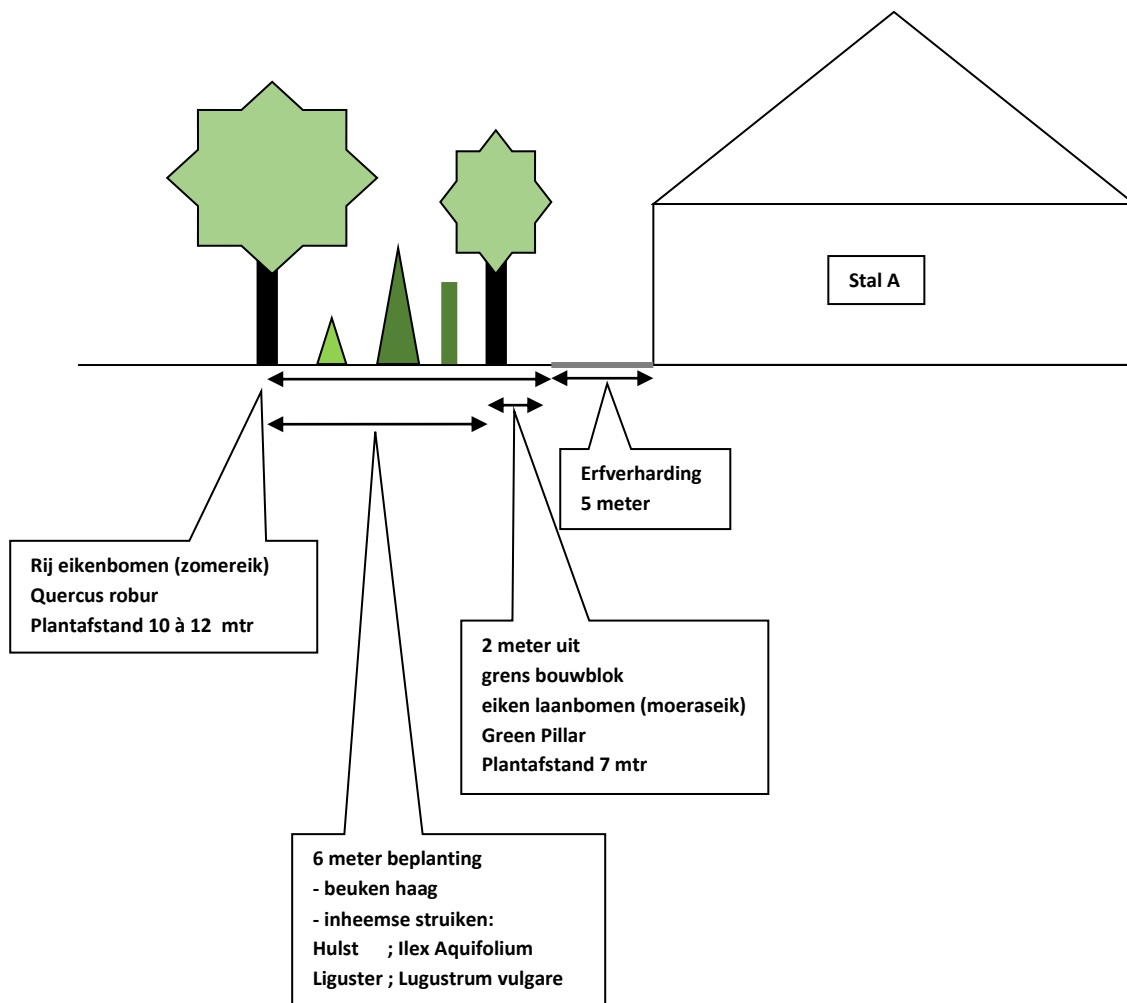 Stal A
Erfverharding
5 meter
Rij eikenbomen (zomereik)
Quercus robur
Plantafstand 10 à 12 mtr
2 meter uit
grens bouwblok
eiken laanbomen (moeraseik)
Green Pillar
Plantafstand 7 mtr
6 meter beplanting
- beuken haag
- inheemse struiken:
Hulst ; Ilex Aquifolium
Liguster ; Lugustrum vulgare